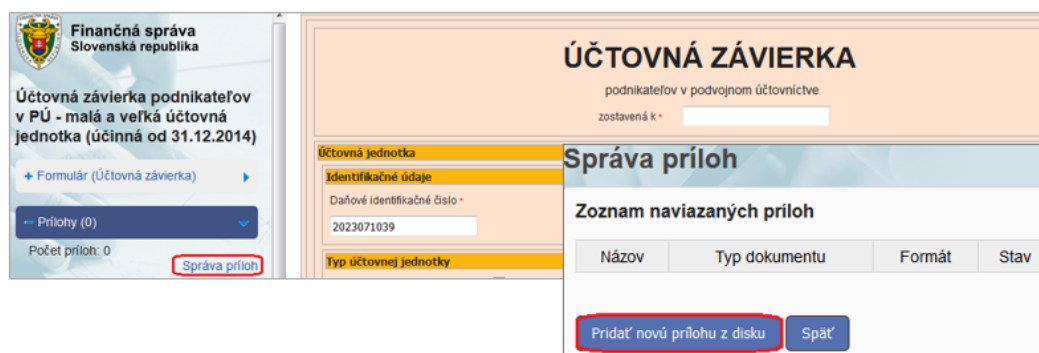 Finančná správa
Slovenská republika
Účtovná závierka podnikateľov
v PÚ - malá a veľká účtovná
jednotka (účinná od 31.12.2014)
+ Formulár (Účtovná závierka)
− Prílohy (0)
Počet príloh: 0
Správa príloh
ÚČTOVNÁ ZÁVIERKA
podnikateľov v podvojnom účtovníctve
zostavená k *
Účtovná jednotka
Identifikačné údaje
Daňové identifikačné číslo *
2023071039
Typ účtovnej jednotky
Správa príloh
Zoznam naviazaných príloh
Názov Typ dokumentu Formát Stav
Pridať novú prílohu z disku Späť